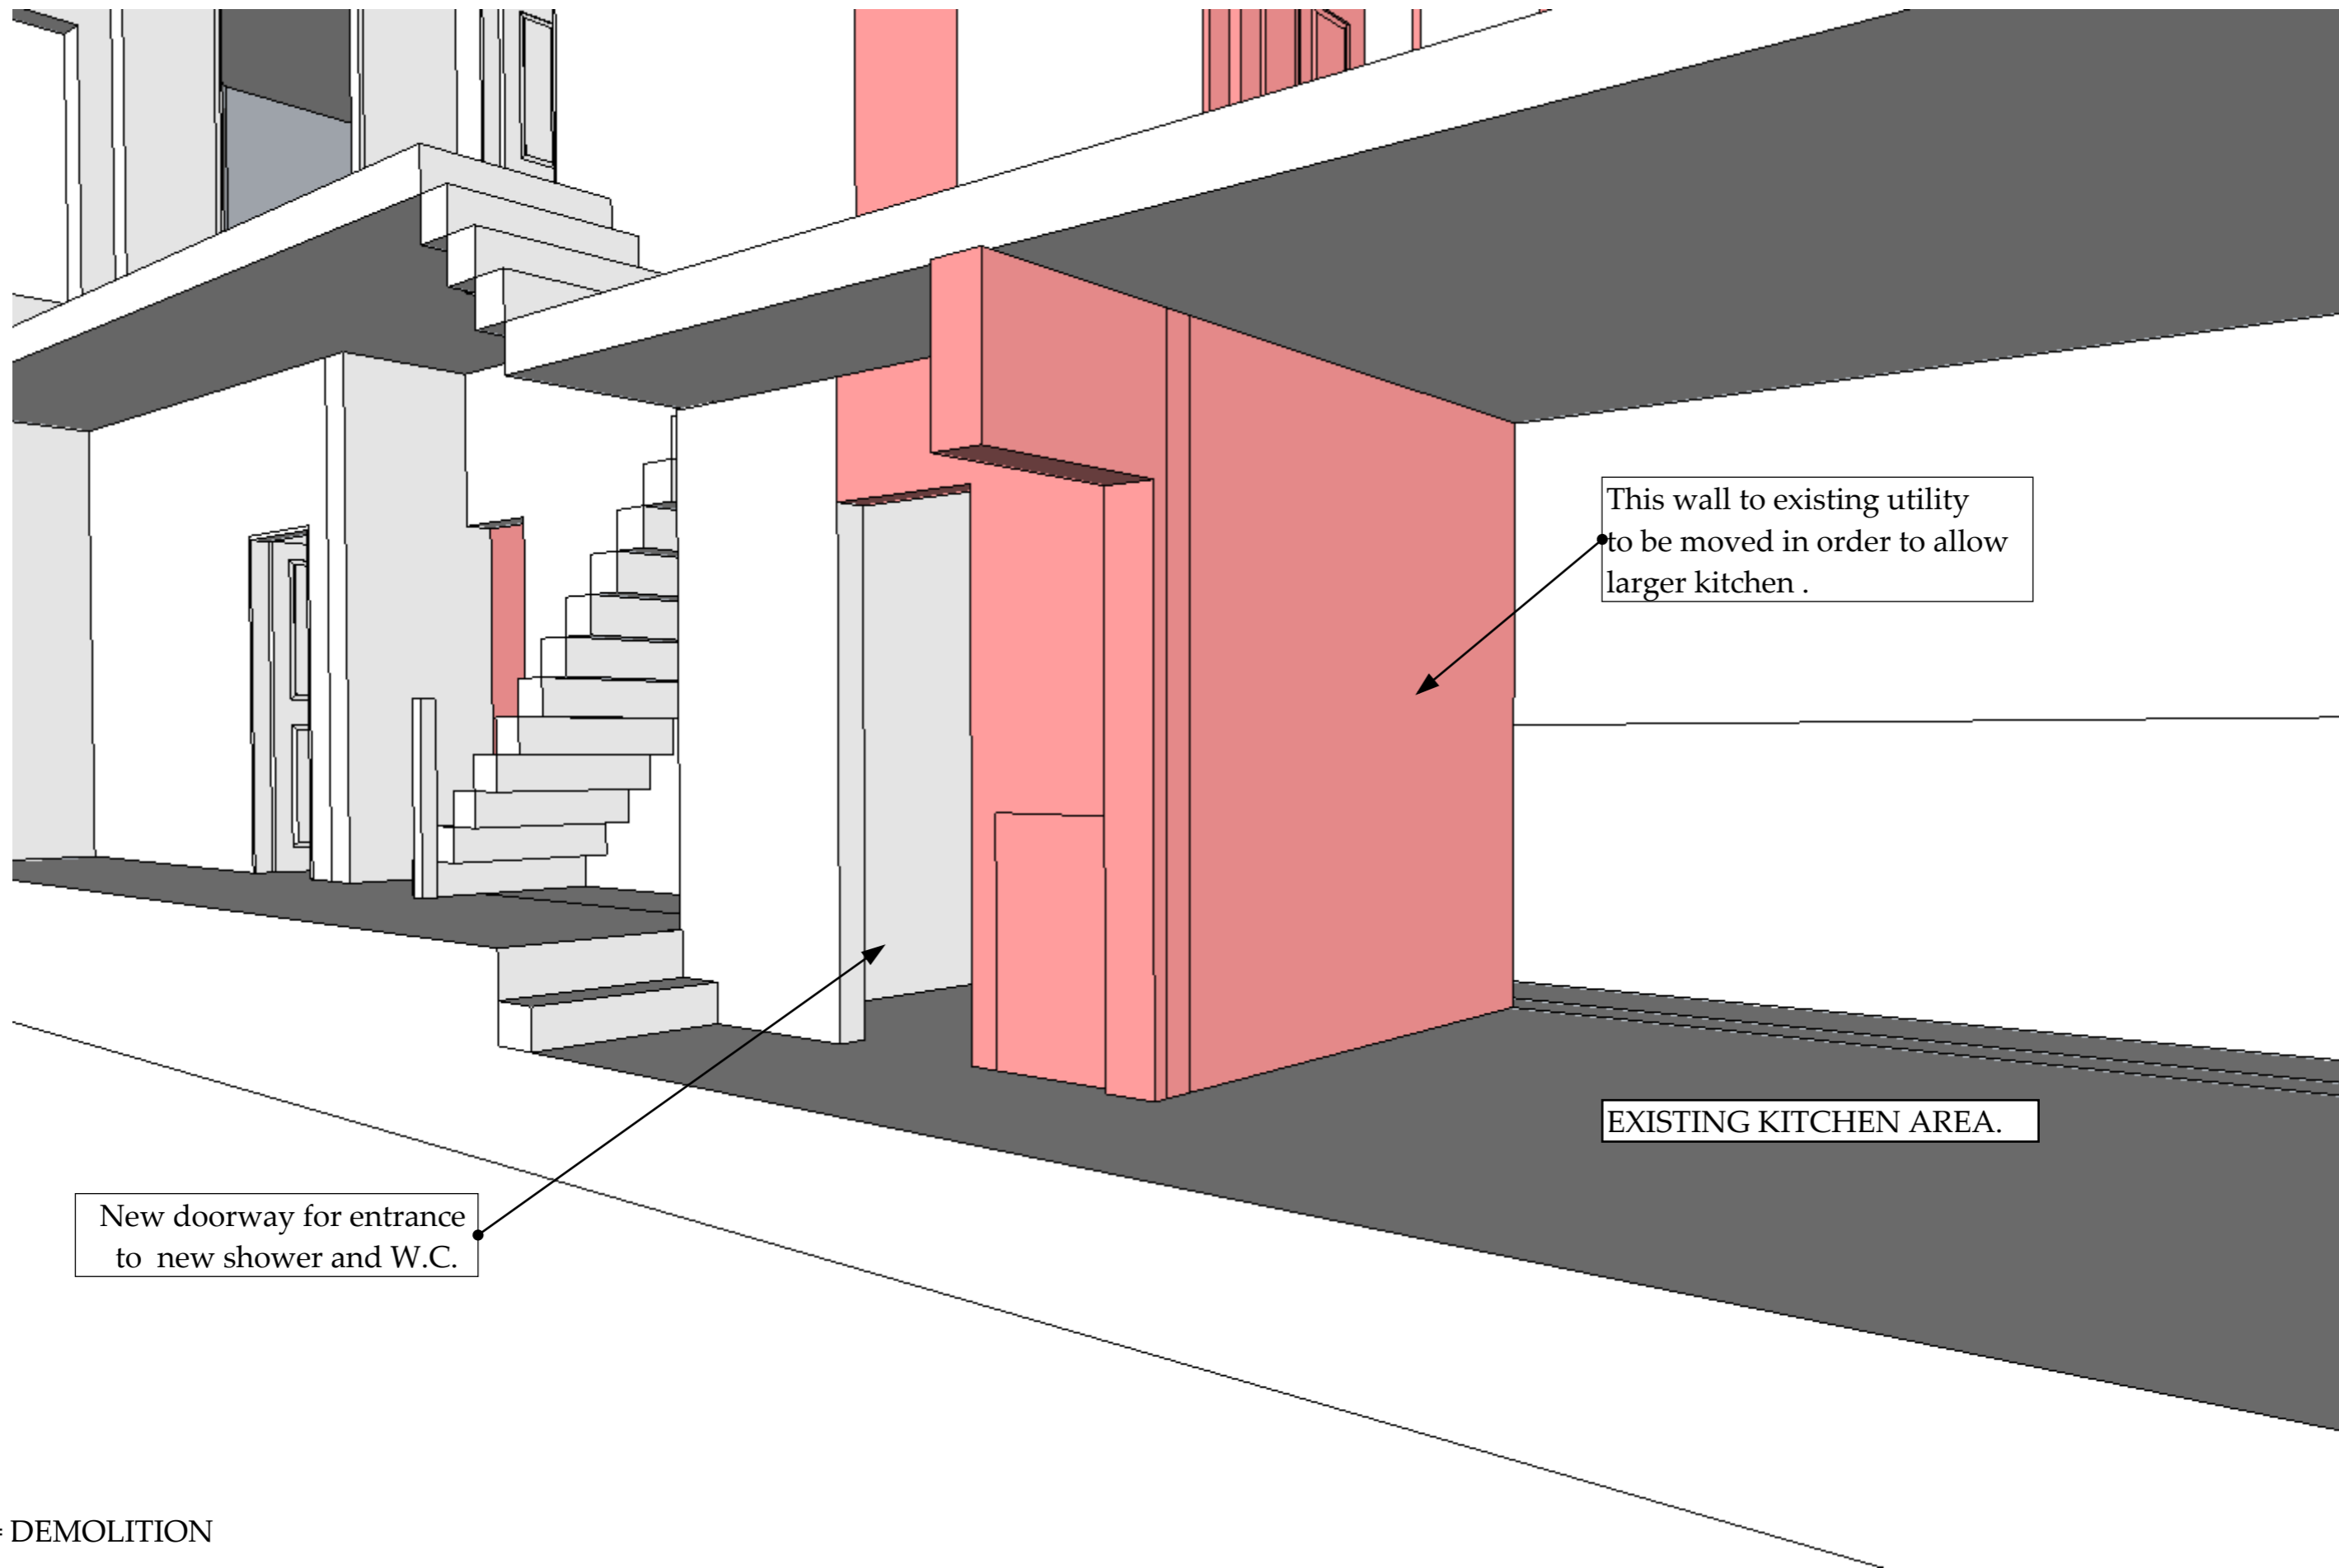 This wall to existing utility
to be moved in order to allow
larger kitchen .
EXISTING KITCHEN AREA.
New doorway for entrance
to  new shower and W.C.
= DEMOLITION